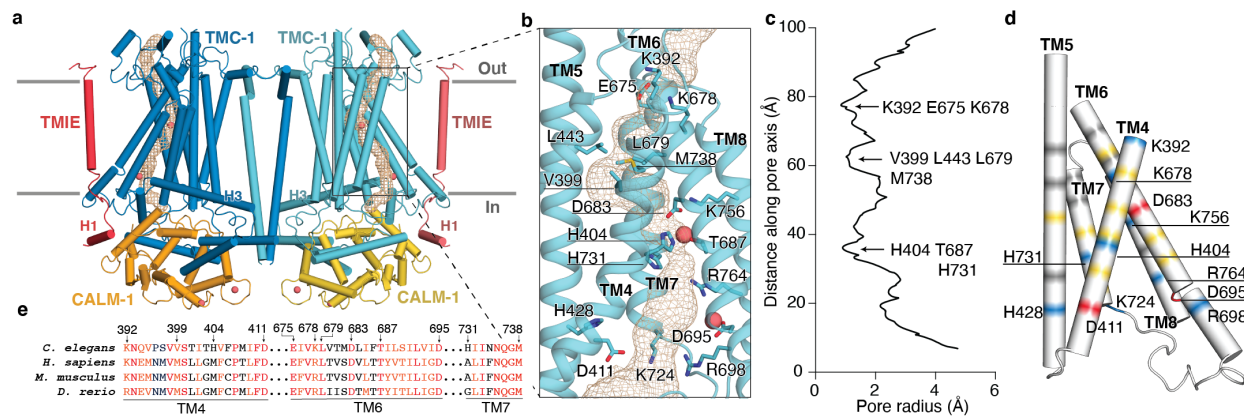 a
TMC-1
TMC-1
Out
TMIE
TMIE
In
H3
H3
H1
H1
CALM-1
CALM-1
b
TM6
K392
TM5
E675
K678
TM8
L443
L679
M738
V399
D683
K756
H404
T687
H731
TM4
TM7
R764
H428
D695
D411
K724
R698
c
Distance along pore axis (Å)
100
80
60
40
20
0
0
2
4
Pore radius (Å)
K392 E675 K678
V399 L443 L679
M738
H404 T687
H731
d
TM5
TM6
TM4
K392
K678
TM7
D683
K756
H731
H404
R764
D695
H428
K724
D411
TM8
R698
e
392 399 404 411 675 678 679 683 687 695 731 738
C. elegans KNQVPSVVSTITHVFPMIFD...EIVKLVTMDLIFTILSILVID...HIIFNQGM
H. sapiens KNEMNMVMSLLGMFCPTLFD...EFVRLTVSDVLTTYVTILIGD...ALIFNQGM
M. musculus KNEMNMVMSLLGMFCPTLFD...EFVRLTVSDVLTTYVTILIGD...ALIFNQGM
D. rerio RNEVNMVMSLLGMFCPMLFD...EFVRLIISDTMTTYITLLIGD...GLIFNQGM
TM4 TM6 TM7